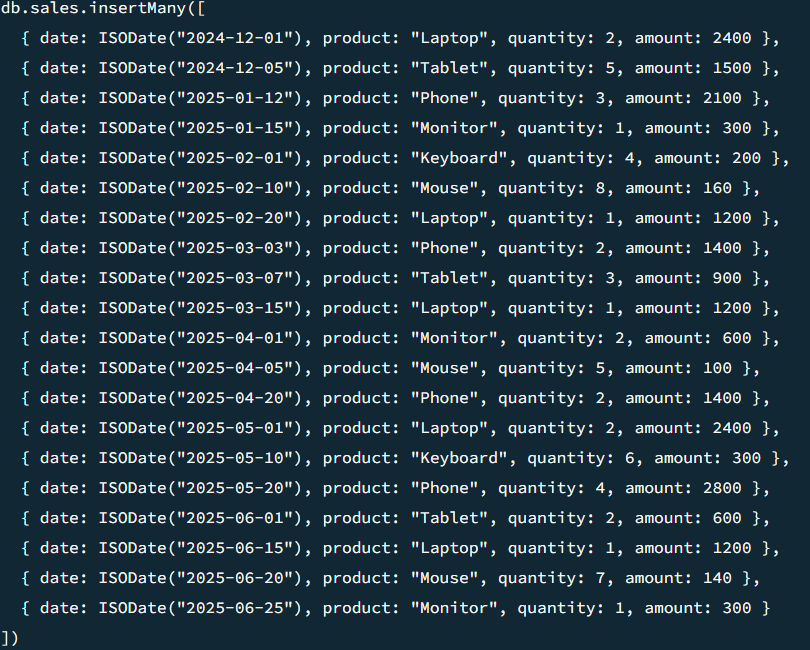 db.sales.insertMany([
  { date: ISODate("2024-12-01"), product: "Laptop", quantity: 2, amount: 2400 },
  { date: ISODate("2024-12-05"), product: "Tablet", quantity: 5, amount: 1500 },
  { date: ISODate("2025-01-12"), product: "Phone", quantity: 3, amount: 2100 },
  { date: ISODate("2025-01-15"), product: "Monitor", quantity: 1, amount: 300 },
  { date: ISODate("2025-02-01"), product: "Keyboard", quantity: 4, amount: 200 },
  { date: ISODate("2025-02-10"), product: "Mouse", quantity: 8, amount: 160 },
  { date: ISODate("2025-02-20"), product: "Laptop", quantity: 1, amount: 1200 },
  { date: ISODate("2025-03-03"), product: "Phone", quantity: 2, amount: 1400 },
  { date: ISODate("2025-03-07"), product: "Tablet", quantity: 3, amount: 900 },
  { date: ISODate("2025-03-15"), product: "Laptop", quantity: 1, amount: 1200 },
  { date: ISODate("2025-04-01"), product: "Monitor", quantity: 2, amount: 600 },
  { date: ISODate("2025-04-05"), product: "Mouse", quantity: 5, amount: 100 },
  { date: ISODate("2025-04-20"), product: "Phone", quantity: 2, amount: 1400 },
  { date: ISODate("2025-05-01"), product: "Laptop", quantity: 2, amount: 2400 },
  { date: ISODate("2025-05-10"), product: "Keyboard", quantity: 6, amount: 300 },
  { date: ISODate("2025-05-20"), product: "Phone", quantity: 4, amount: 2800 },
  { date: ISODate("2025-06-01"), product: "Tablet", quantity: 2, amount: 600 },
  { date: ISODate("2025-06-15"), product: "Laptop", quantity: 1, amount: 1200 },
  { date: ISODate("2025-06-20"), product: "Mouse", quantity: 7, amount: 140 },
  { date: ISODate("2025-06-25"), product: "Monitor", quantity: 1, amount: 300 }
])